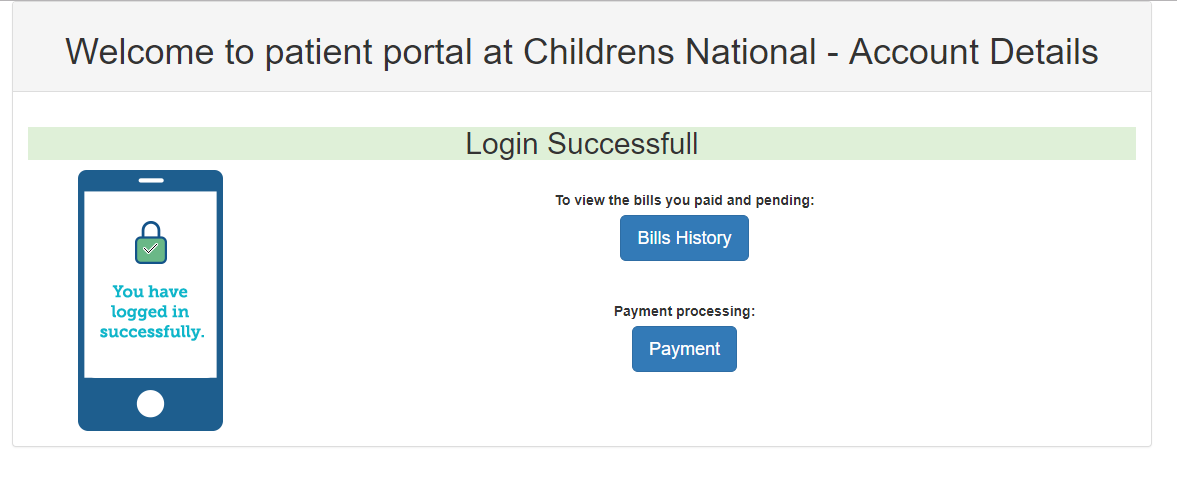 Welcome to patient portal at Childrens National - Account Details
Login Successfull
You have
logged in
successfully.
To view the bills you paid and pending:
Bills History
Payment processing:
Payment